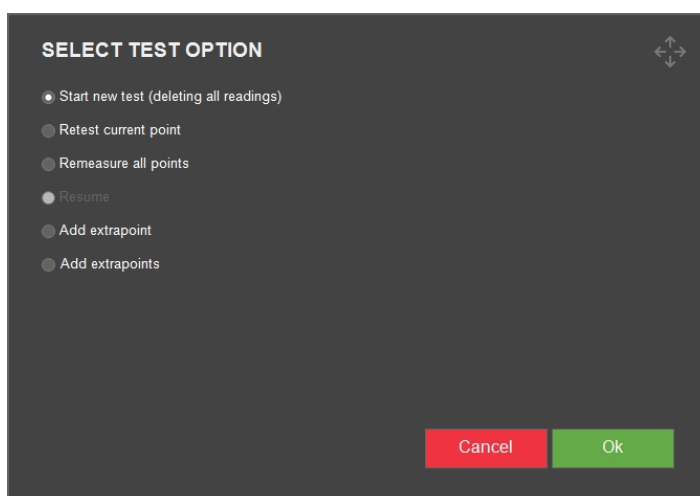 SELECT TEST OPTION
Start new test (deleting all readings)
Retest current point
Remeasure all points
Resume
Add extrapoint
Add extrapoints
Cancel Ok